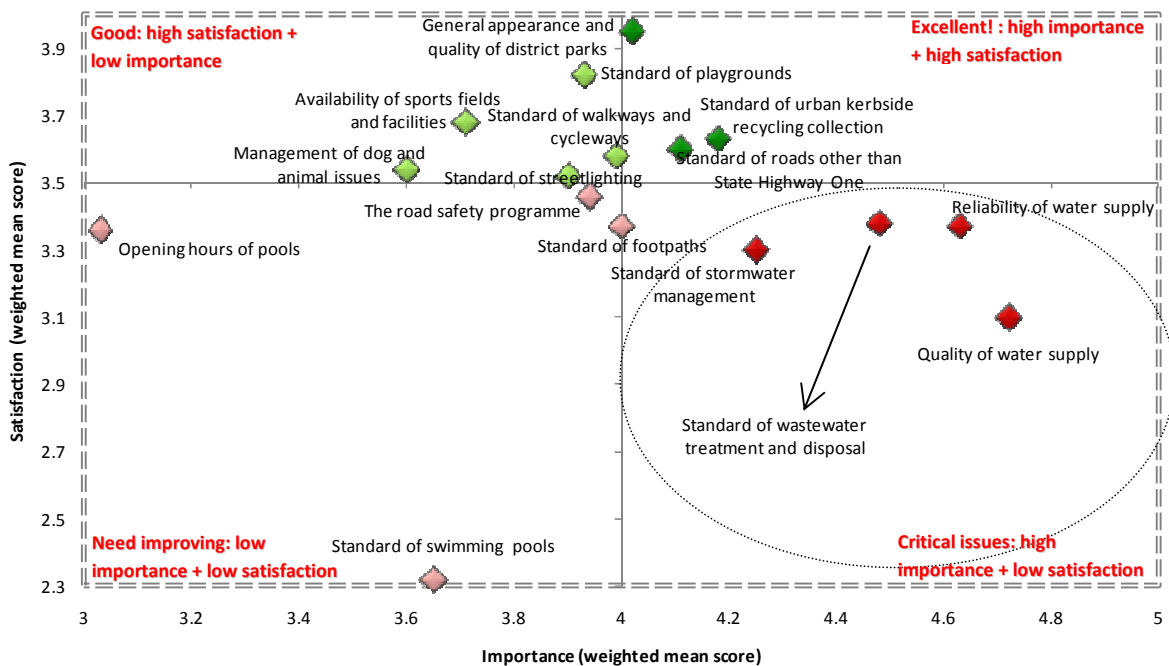 Good: high satisfaction +
low importance
General appearance and
quality of district parks
Excellent! : high importance
+ high satisfaction
Standard of playgrounds
Availability of sports fields
and facilities
Standard of walkways and
cycleways
Standard of urban kerbside
recycling collection
Management of dog and
animal issues
Standard of streetlighting
Standard of roads other than
State Highway One
The road safety programme
Reliability of water supply
Opening hours of pools
Standard of footpaths
Standard of stormwater
management
Quality of water supply
Standard of wastewater
treatment and disposal
Need improving: low
importance + low satisfaction
Standard of swimming pools
Critical issues: high
importance + low satisfaction
Satisfaction (weighted mean score)
3.9
3.7
3.5
3.3
3.1
2.9
2.7
2.5
2.3
3 3.2 3.4 3.6 3.8 4 4.2 4.4 4.6 4.8 5
Importance (weighted mean score)